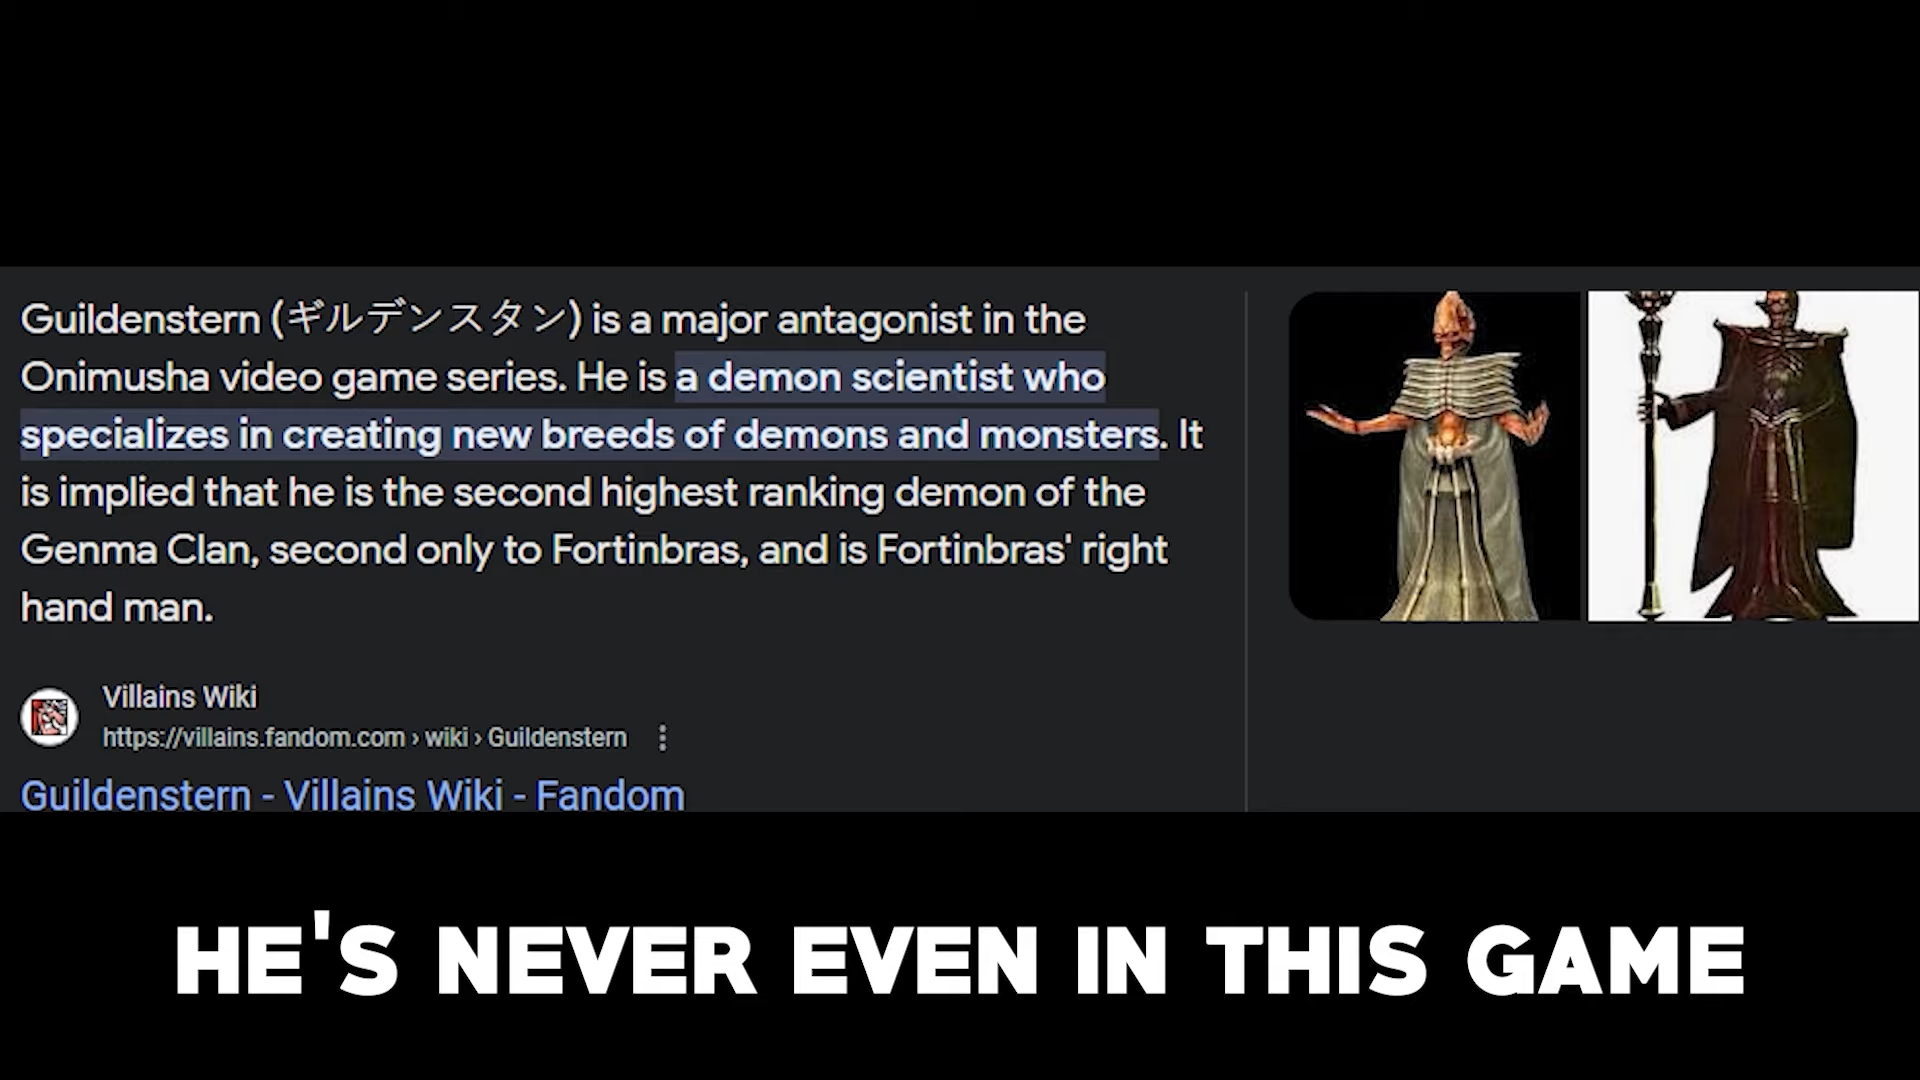 Guildenstern (ギルデンスタン) is a major antagonist in the
Onimusha video game series. He is a demon scientist who
specializes in creating new breeds of demons and monsters. It
is implied that he is the second highest ranking demon of the
Genma Clan, second only to Fortinbras, and is Fortinbras' right
hand man.
Villains Wiki
https://villains.fandom.com › wiki › Guildenstern
Guildenstern - Villains Wiki - Fandom
HE'S NEVER EVEN IN THIS GAME